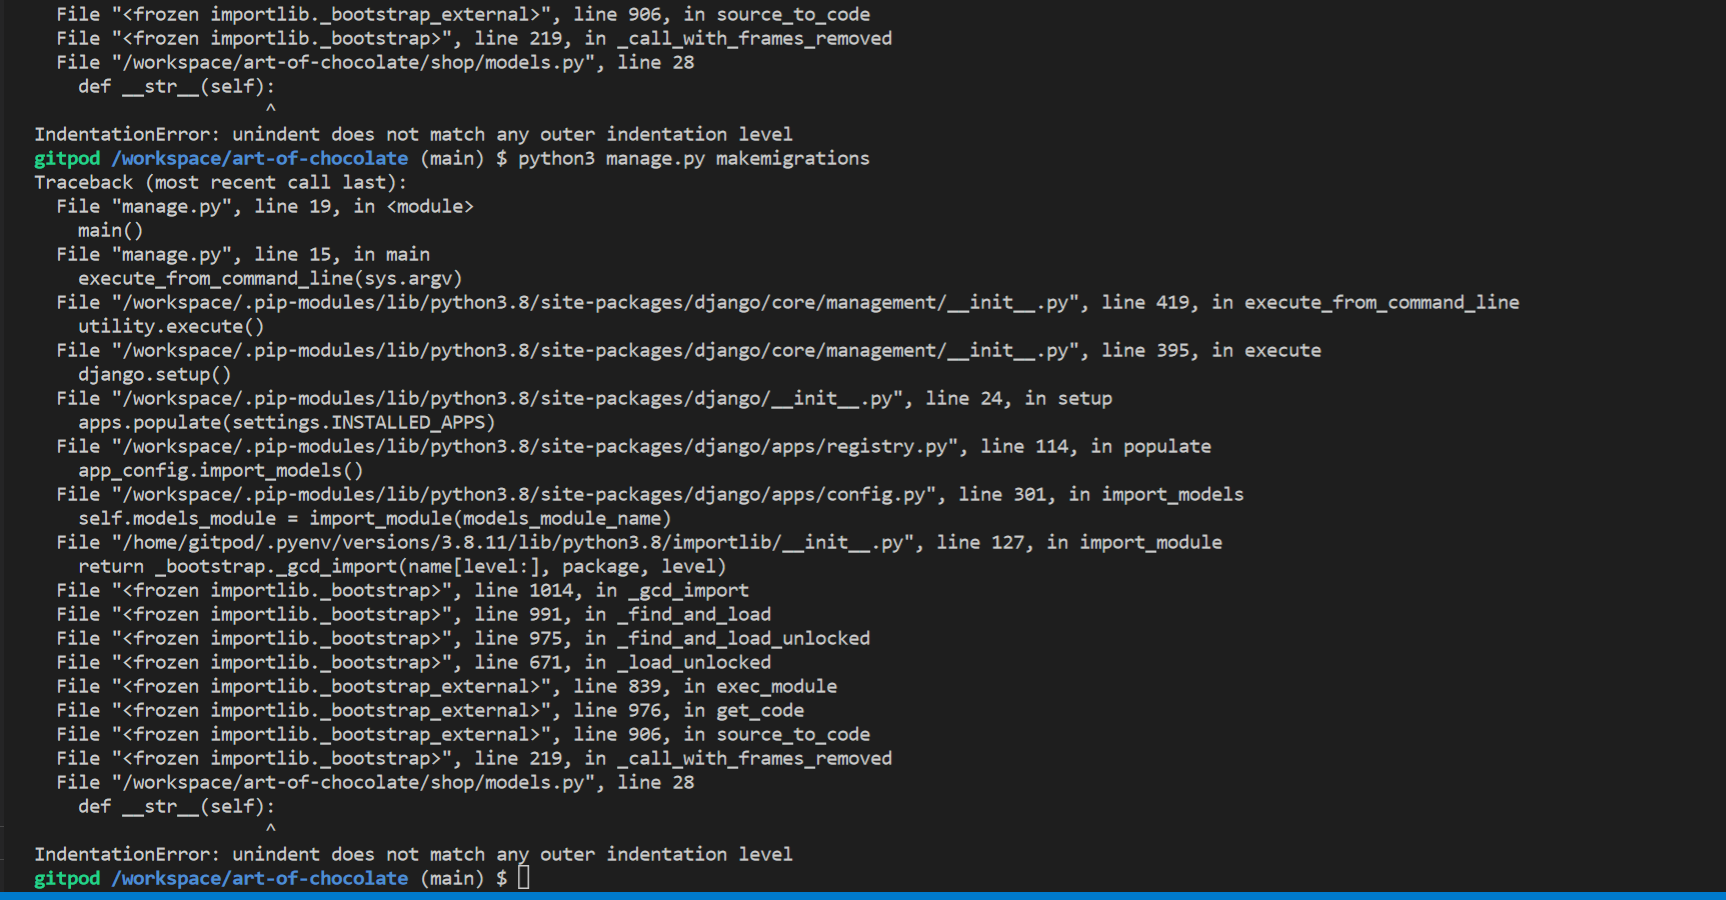 File "<frozen importlib._bootstrap_external>", line 906, in source_to_code
File "<frozen importlib._bootstrap>", line 219, in _call_with_frames_removed
File "/workspace/art-of-chocolate/shop/models.py", line 28
def __str__(self):
^
IndentationError: unindent does not match any outer indentation level
gitpod /workspace/art-of-chocolate (main) $ python3 manage.py makemigrations
Traceback (most recent call last):
File "manage.py", line 19, in <module>
main()
File "manage.py", line 15, in main
execute_from_command_line(sys.argv)
File "/workspace/.pip-modules/lib/python3.8/site-packages/django/core/management/__init__.py", line 419, in execute_from_command_line
utility.execute()
File "/workspace/.pip-modules/lib/python3.8/site-packages/django/core/management/__init__.py", line 395, in execute
django.setup()
File "/workspace/.pip-modules/lib/python3.8/site-packages/django/__init__.py", line 24, in setup
apps.populate(settings.INSTALLED_APPS)
File "/workspace/.pip-modules/lib/python3.8/site-packages/django/apps/registry.py", line 114, in populate
app_config.import_models()
File "/workspace/.pip-modules/lib/python3.8/site-packages/django/apps/config.py", line 301, in import_models
self.models_module = import_module(models_module_name)
File "/home/gitpod/.pyenv/versions/3.8.11/lib/python3.8/importlib/__init__.py", line 127, in import_module
return _bootstrap._gcd_import(name[level:], package, level)
File "<frozen importlib._bootstrap>", line 1014, in _gcd_import
File "<frozen importlib._bootstrap>", line 991, in _find_and_load
File "<frozen importlib._bootstrap>", line 975, in _find_and_load_unlocked
File "<frozen importlib._bootstrap>", line 671, in _load_unlocked
File "<frozen importlib._bootstrap_external>", line 839, in exec_module
File "<frozen importlib._bootstrap_external>", line 976, in get_code
File "<frozen importlib._bootstrap_external>", line 906, in source_to_code
File "<frozen importlib._bootstrap>", line 219, in _call_with_frames_removed
File "/workspace/art-of-chocolate/shop/models.py", line 28
def __str__(self):
^
IndentationError: unindent does not match any outer indentation level
gitpod /workspace/art-of-chocolate (main) $